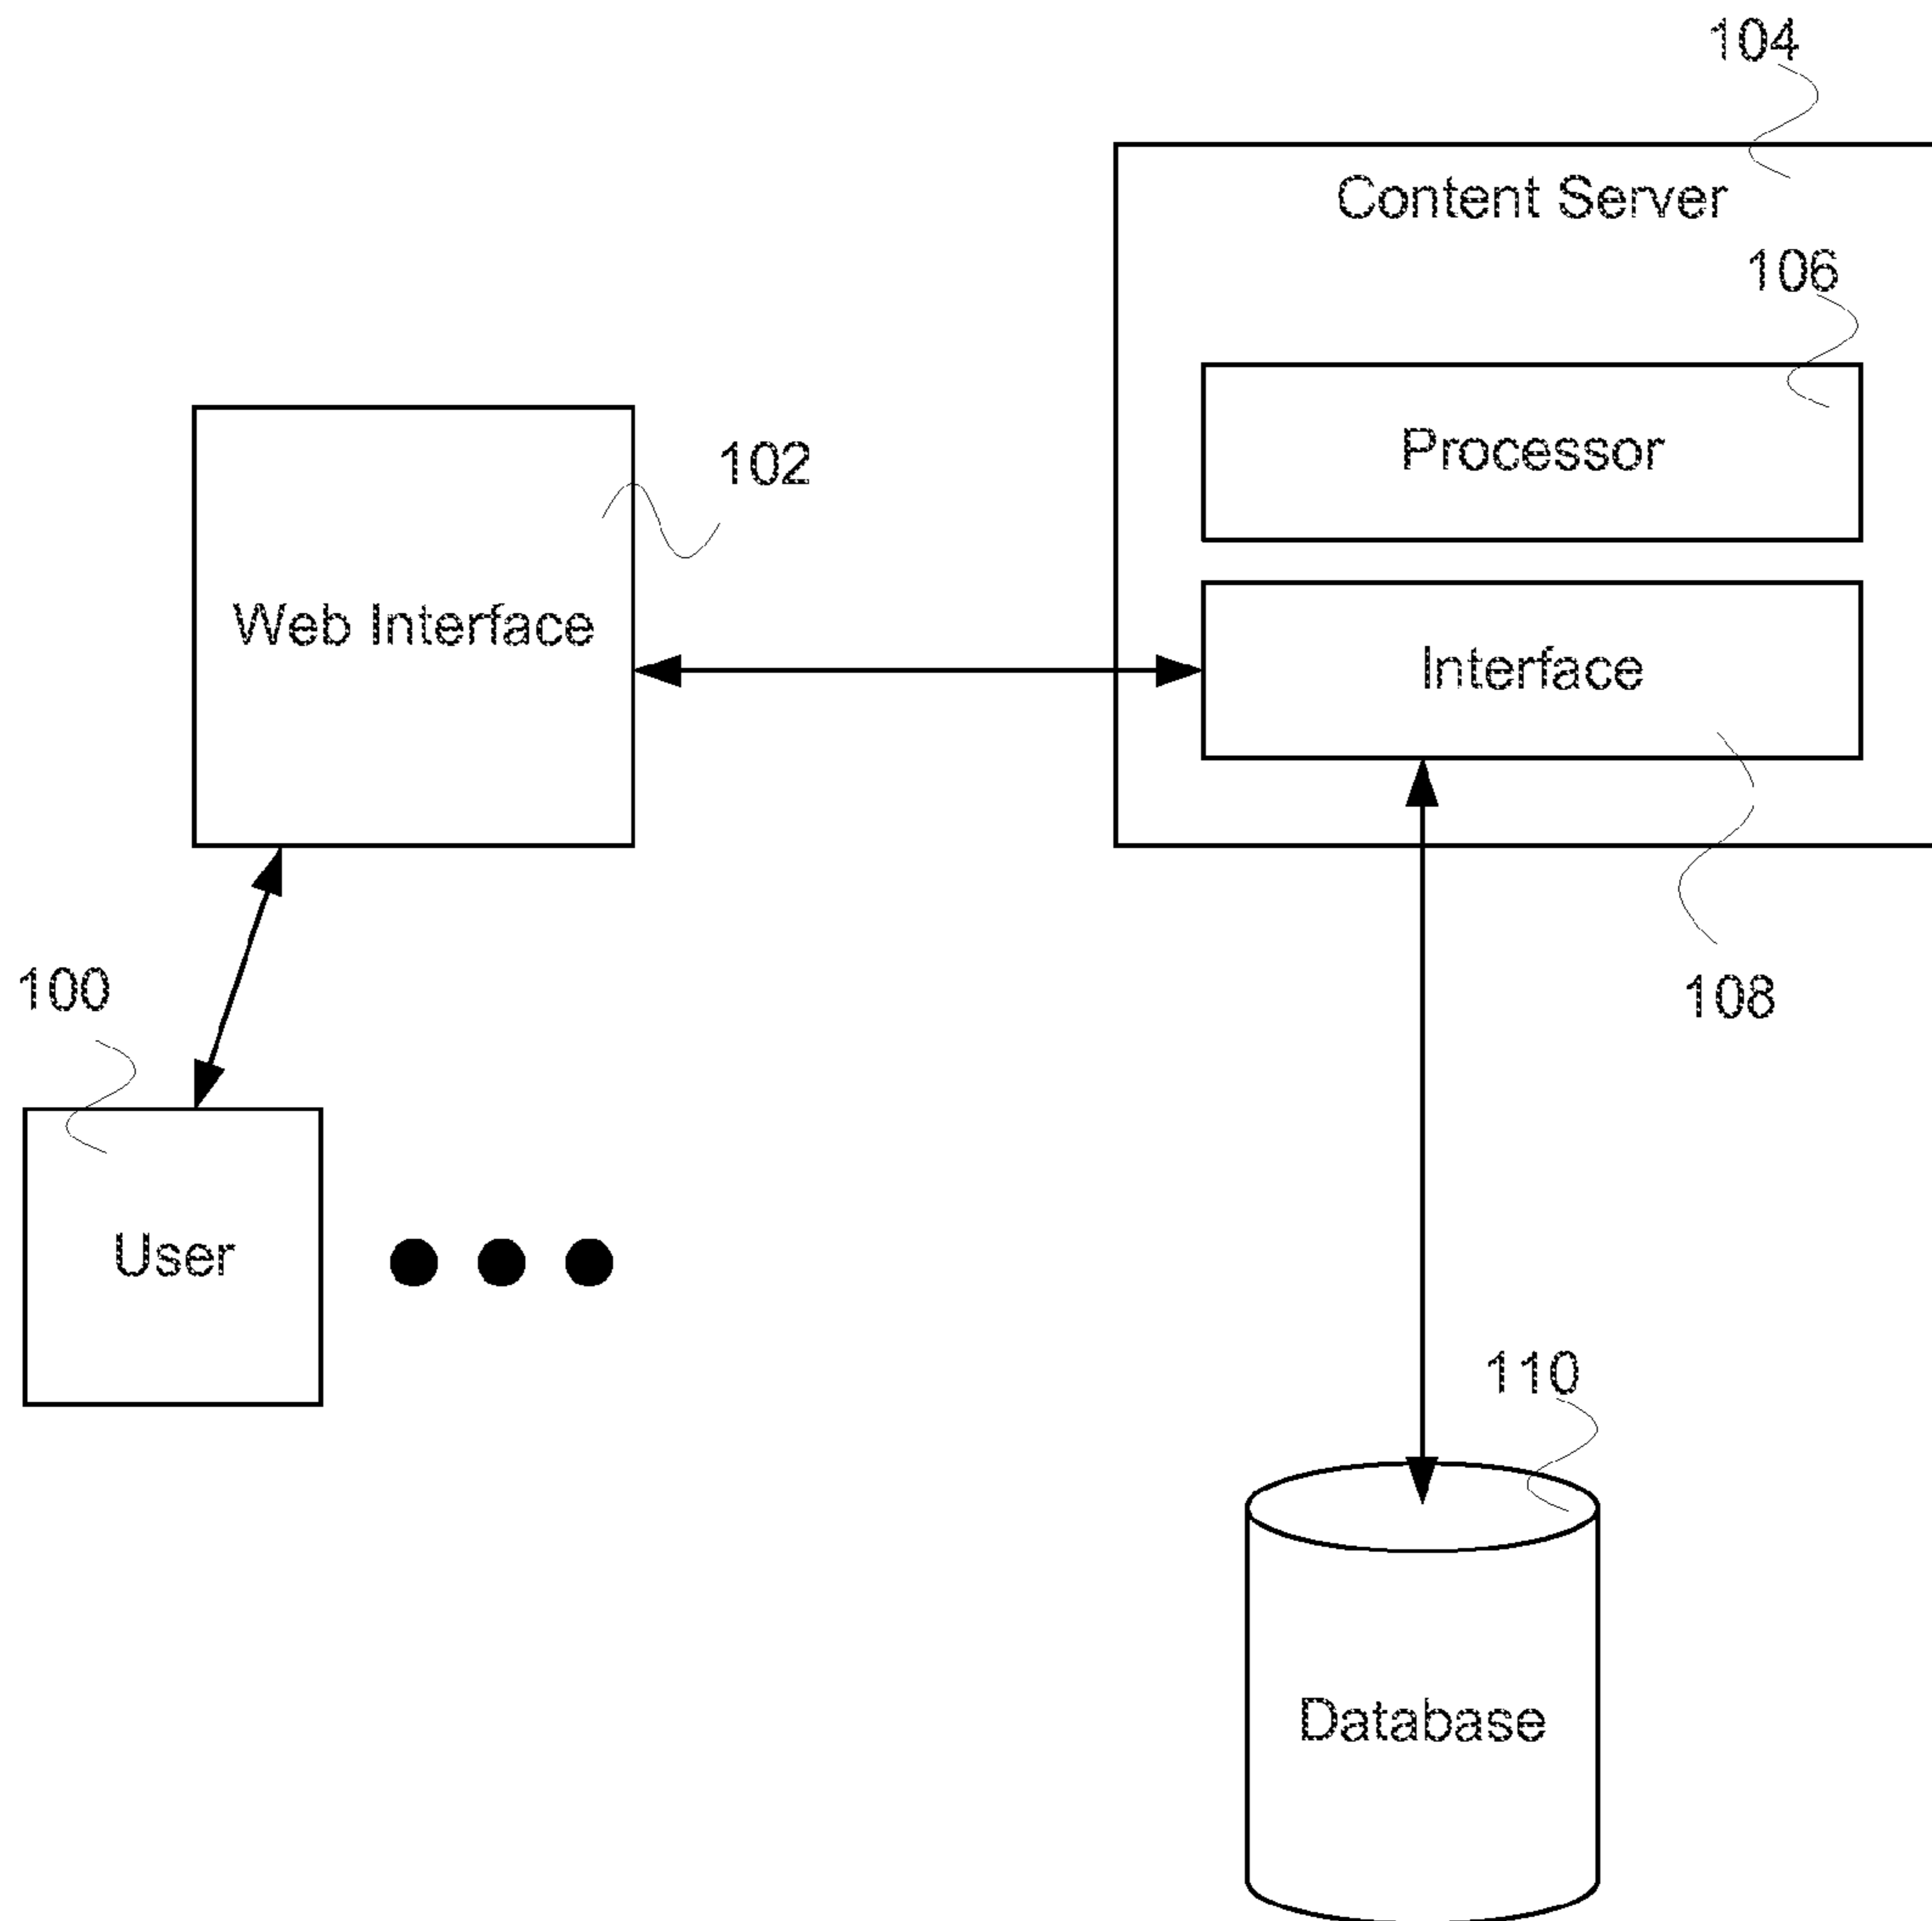 104
Content Server
106
Processor
102
Web Interface
Interface
100
108
User
110
Database